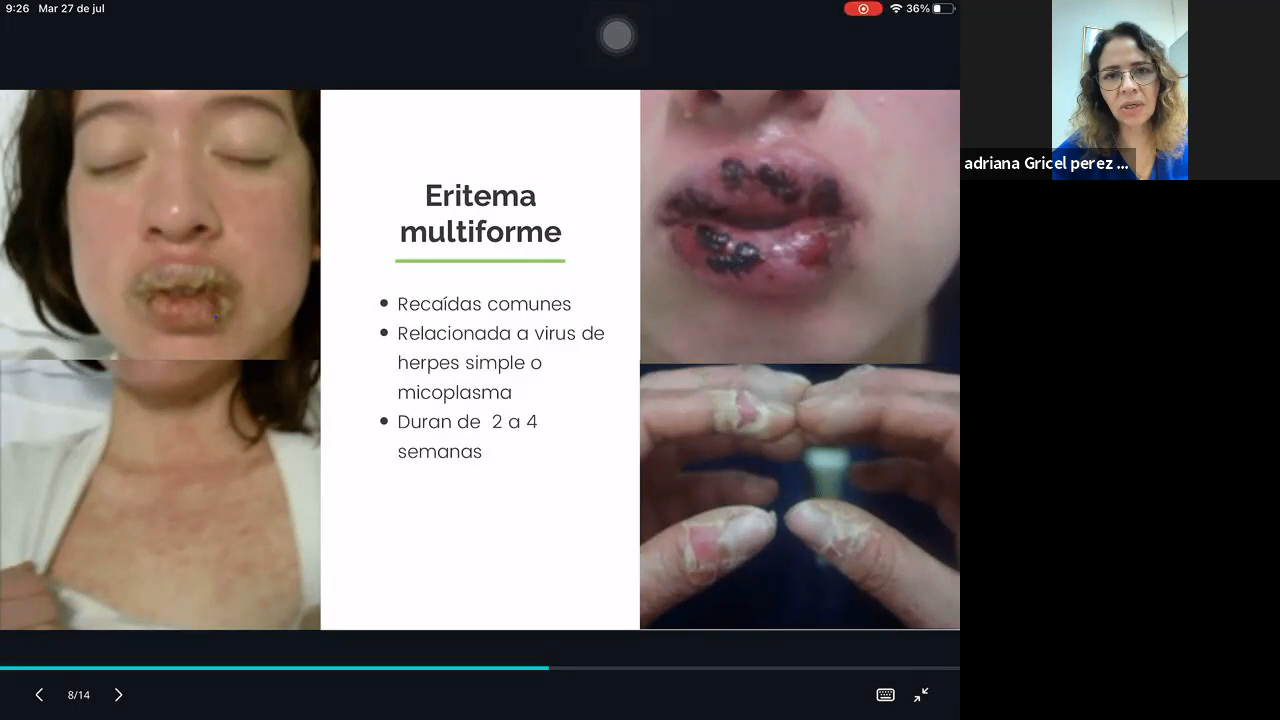 9:26 Mar 27 de jul
36%
adriana Gricel perez ...
Eritema
multiforme
• Recaídas comunes
• Relacionada a virus de
herpes simple o
micoplasma
• Duran de 2 a 4
semanas
8/14